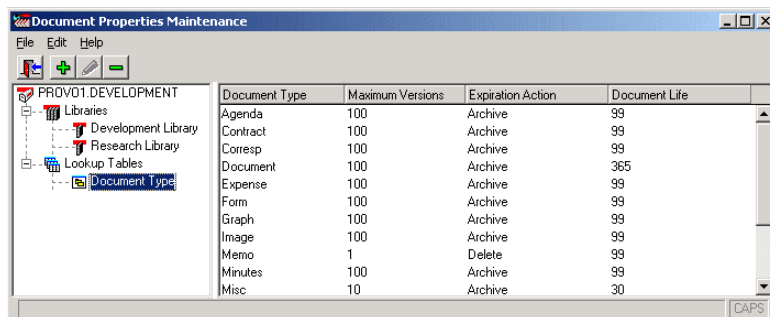 Document Properties Maintenance
File Edit Help
PROVO1.DEVELOPMENT
Libraries
Development Library
Research Library
Lookup Tables
Document Type
Document Type Maximum Versions Expiration Action Document Life
Agenda 100 Archive 99
Contract 100 Archive 99
Corresp 100 Archive 99
Document 100 Archive 365
Expense 100 Archive 99
Form 100 Archive 99
Graph 100 Archive 99
Image 100 Archive 99
Memo 1 Delete 99
Minutes 100 Archive 99
Misc 10 Archive 30
CAPS